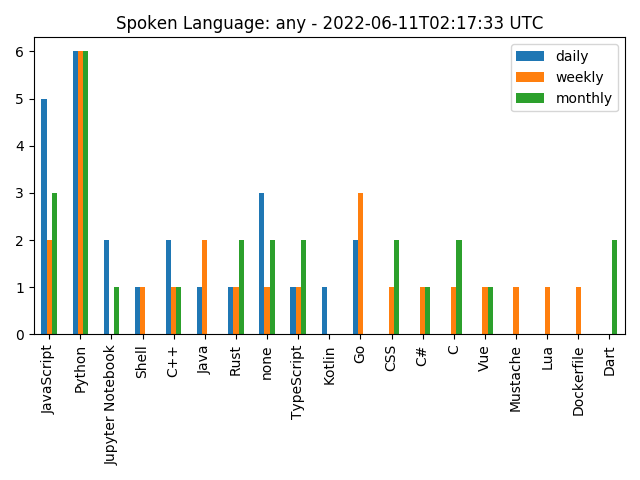 Spoken Language: any - 2022-06-11T02:17:33 UTC
daily
weekly
monthly
6
5
4
3
2
1
0
JavaScript
Python
Jupyter Notebook
Shell
C++
Java
Rust
none
TypeScript
Kotlin
Go
CSS
C#
C
Vue
Mustache
Lua
Dockerfile
Dart